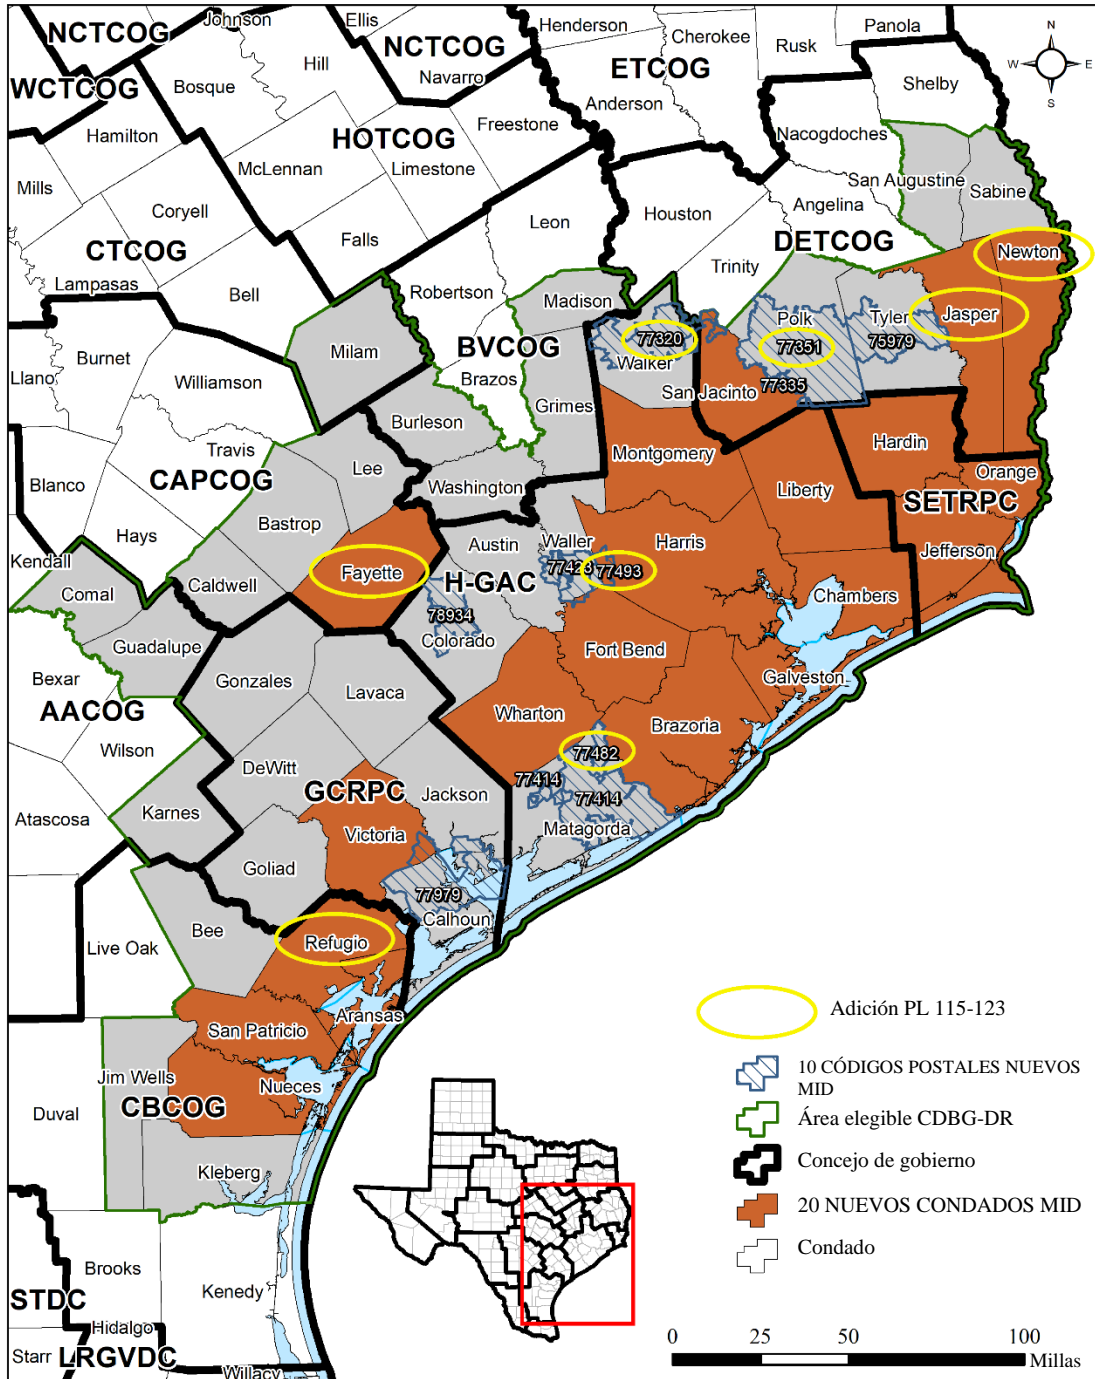 Johnson
Ellis
Henderson
Cherokee
Panola
NCTCOG
NCTCOG
Rusk
N
W
E
S
Hill
Navarro
ETCOG
WCTCOG
Bosque
Shelby
Anderson
Hamilton
HOTCOG
Freestone
Nacogdoches
McLennan
Limestone
San Augustine
Sabine
Mills
Coryell
Leon
Houston
Angelina
CTCOG
Falls
DETCOG
Newton
Lampasas
Bell
Robertson
Trinity
Madison
Polk
Tyler
Jasper
Burnet
Milam
BVCOG
77320
77351
75979
Llano
Williamson
Brazos
Walker
77335
San Jacinto
Grimes
Burleson
Travis
Montgomery
Hardin
Lee
CAPCOG
Washington
Liberty
Orange
Blanco
Bastrop
SETRPC
Hays
Austin
Waller
Harris
Jefferson
Kendall
Fayette
H-GAC
77423
77493
Comal
Caldwell
Chambers
78934
Colorado
Guadalupe
Fort Bend
Bexar
Gonzales
Lavaca
Galveston
AACOG
Wharton
Brazoria
Wilson
77482
DeWitt
77414
GCRPC
Jackson
77414
Karnes
Atascosa
Victoria
Matagorda
Goliad
77979
Calhoun
Bee
Live Oak
Refugio
Aransas
San Patricio
Jim Wells
Nueces
CBCOG
Duval
Kleberg
Brooks
Kenedy
STDC
Hidalgo
Starr
LRGVDC
Willacy
Adición PL 115-123
10 CÓDIGOS POSTALES NUEVOS
MID
Área elegible CDBG-DR
Concejo de gobierno
20 NUEVOS CONDADOS MID
Condado
0
25
50
100
Millas